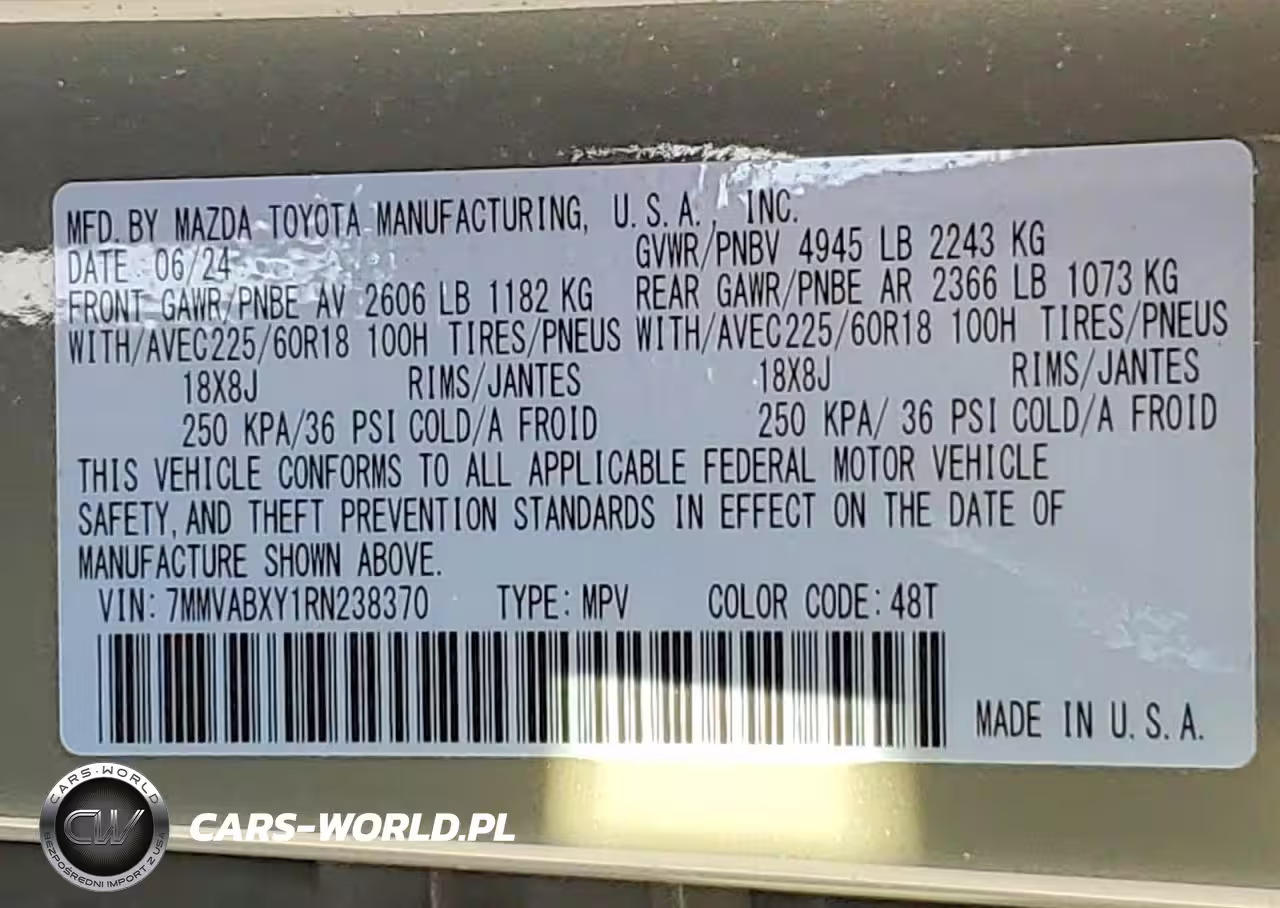 MFD. BY MAZDA TOYOTA MANUFACTURING, U.S.A., INC.
DATE 06/24 GVWR/PNBV 4945 LB 2243 KG
FRONT GAWR/PNBE AV 2606 LB 1182 KG REAR GAWR/PNBE AR 2366 LB 1073 KG
WITH/AVEC225/60R18 100H TIRES/PNEUS WITH/AVEC225/60R18 100H TIRES/PNEUS
18X8J RIMS/JANTES 18X8J RIMS/JANTES
250 KPA/36 PSI COLD/A FROID 250 KPA/ 36 PSI COLD/A FROID
THIS VEHICLE CONFORMS TO ALL APPLICABLE FEDERAL MOTOR VEHICLE
SAFETY, AND THEFT PREVENTION STANDARDS IN EFFECT ON THE DATE OF
MANUFACTURE SHOWN ABOVE.
VIN: 7MMVABXY1RN238370 TYPE: MPV COLOR CODE: 48T
MADE IN U.S.A.
CARS-WORLD
CW
BEZPOŚREDNI IMPORT Z USA
CARS-WORLD.PL